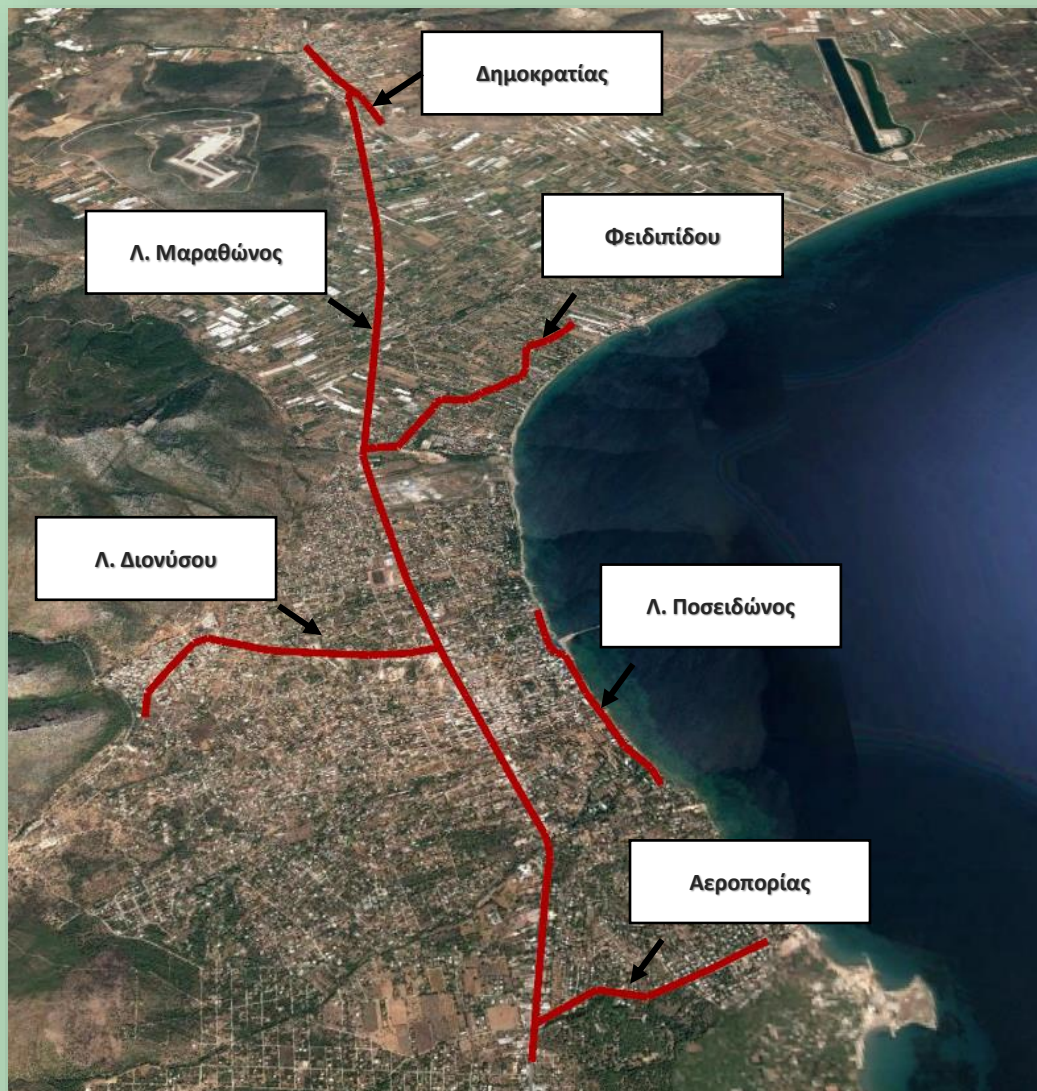 Δημοκρατίας
Λ. Μαραθώνος
Φειδιπίδου
Λ. Διονύσου
Λ. Ποσειδώνος
Αεροπορίας